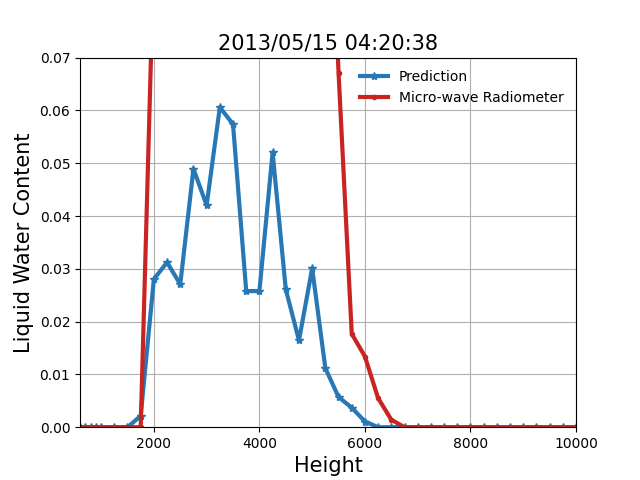 2013/05/15 04:20:38
Prediction
Micro-wave Radiometer
Liquid Water Content
0.07
0.06
0.05
0.04
0.03
0.02
0.01
0.00
2000 4000 6000 8000 10000
Height